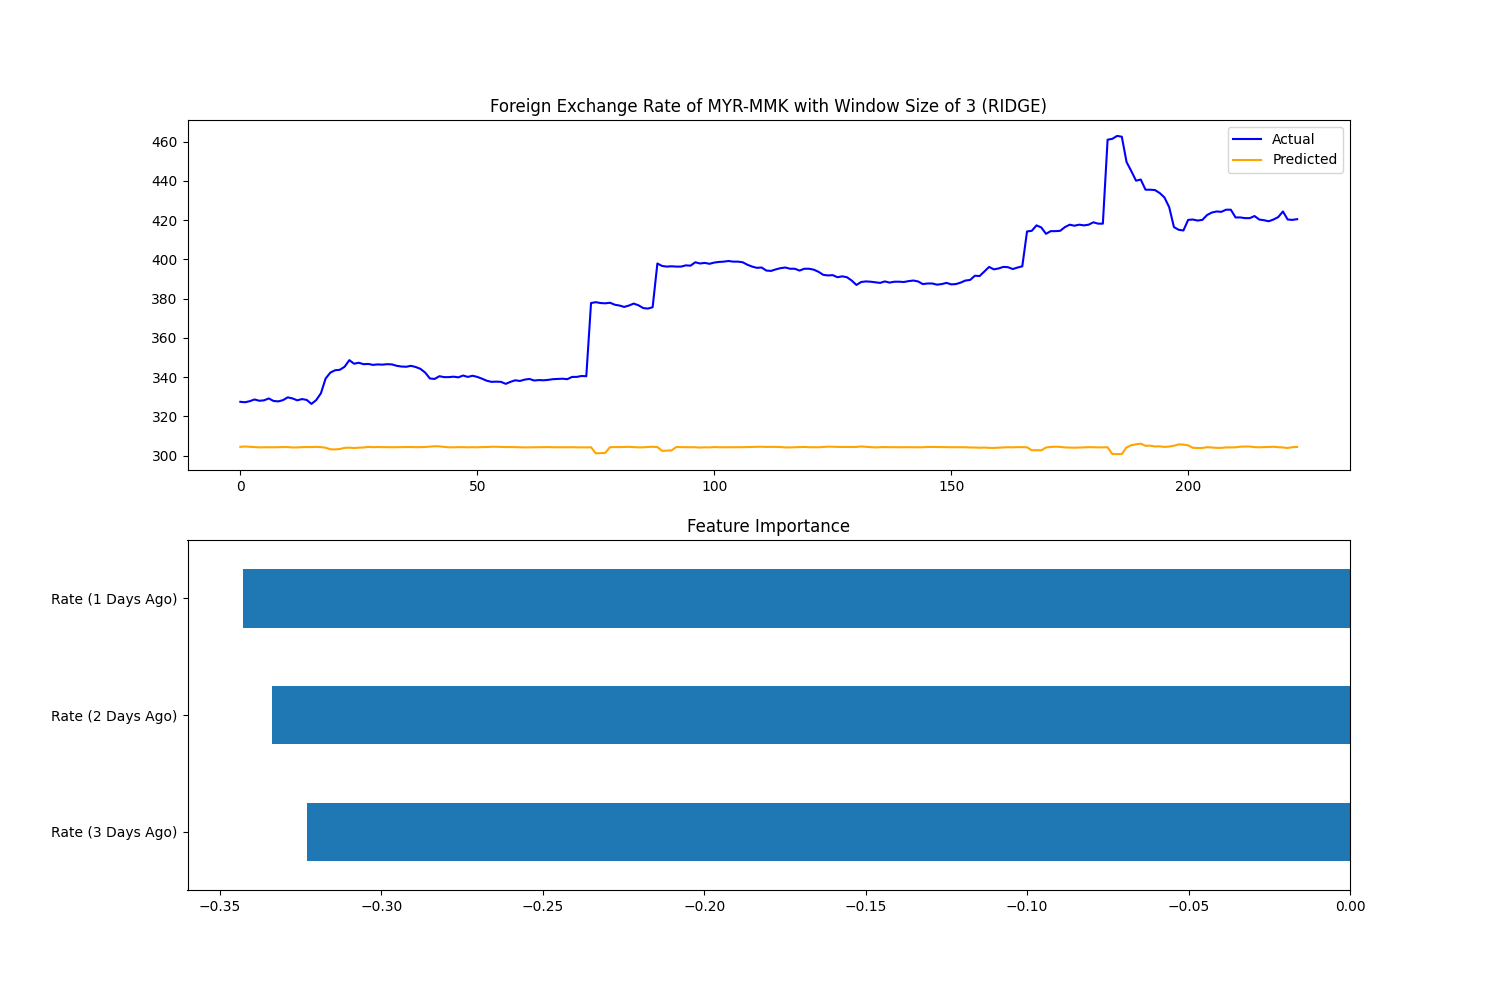 Foreign Exchange Rate of MYR-MMK with Window Size of 3 (RIDGE)
Actual
Predicted
460
440
420
400
380
360
340
320
300
0 50 100 150 200
Feature Importance
Rate (1 Days Ago)
Rate (2 Days Ago)
Rate (3 Days Ago)
−0.35 −0.30 −0.25 −0.20 −0.15 −0.10 −0.05 0.00